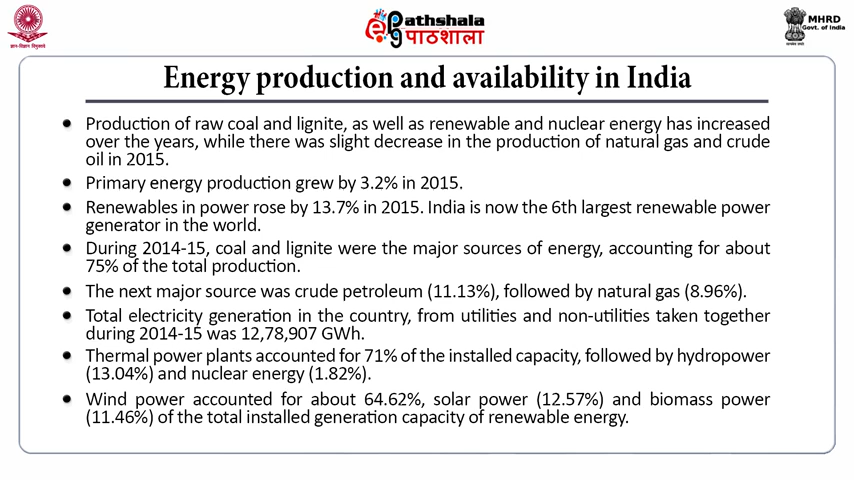 ePathshala
पाठशाला
MHRD
Govt. of India
ज्ञान-विज्ञान विमुक्तये
Energy production and availability in India
• Production of raw coal and lignite, as well as renewable and nuclear energy has increased
over the years, while there was slight decrease in the production of natural gas and crude
oil in 2015.
• Primary energy production grew by 3.2% in 2015.
• Renewables in power rose by 13.7% in 2015. India is now the 6th largest renewable power
generator in the world.
• During 2014-15, coal and lignite were the major sources of energy, accounting for about
75% of the total production.
• The next major source was crude petroleum (11.13%), followed by natural gas (8.96%).
• Total electricity generation in the country, from utilities and non-utilities taken together
during 2014-15 was 12,78,907 GWh.
• Thermal power plants accounted for 71% of the installed capacity, followed by hydropower
(13.04%) and nuclear energy (1.82%).
• Wind power accounted for about 64.62%, solar power (12.57%) and biomass power
(11.46%) of the total installed generation capacity of renewable energy.